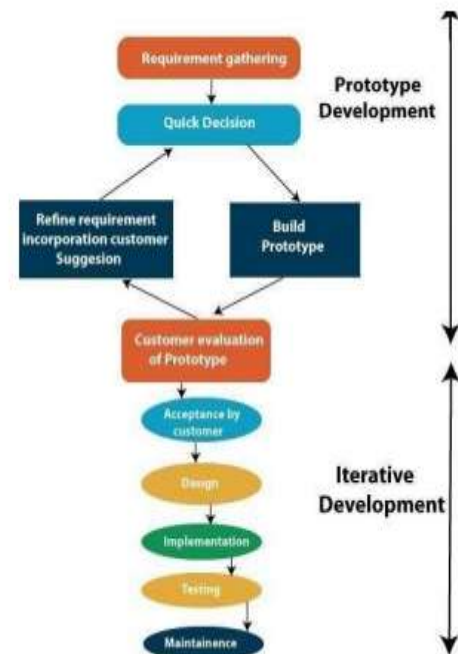 Requirement gathering
Prototype
Development
Quick Decision
Refine requirement
incorporation customer
Suggesion
Build
Prototype
Customer evaluation
of Prototype
Acceptance by
customer
Iterative
Development
Design
Implementation
Testing
Maintainence